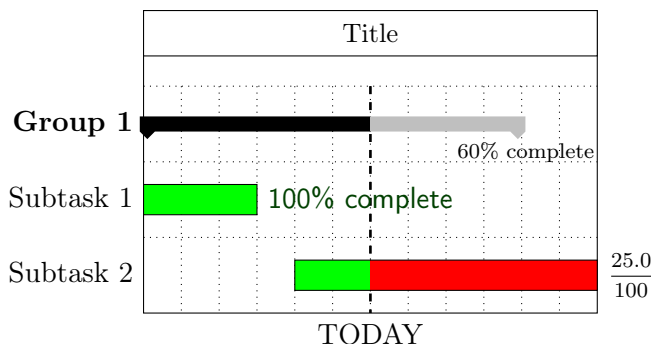 Title
Group 1
60% complete
Subtask 1 100% complete
Subtask 2
25.0
100
TODAY